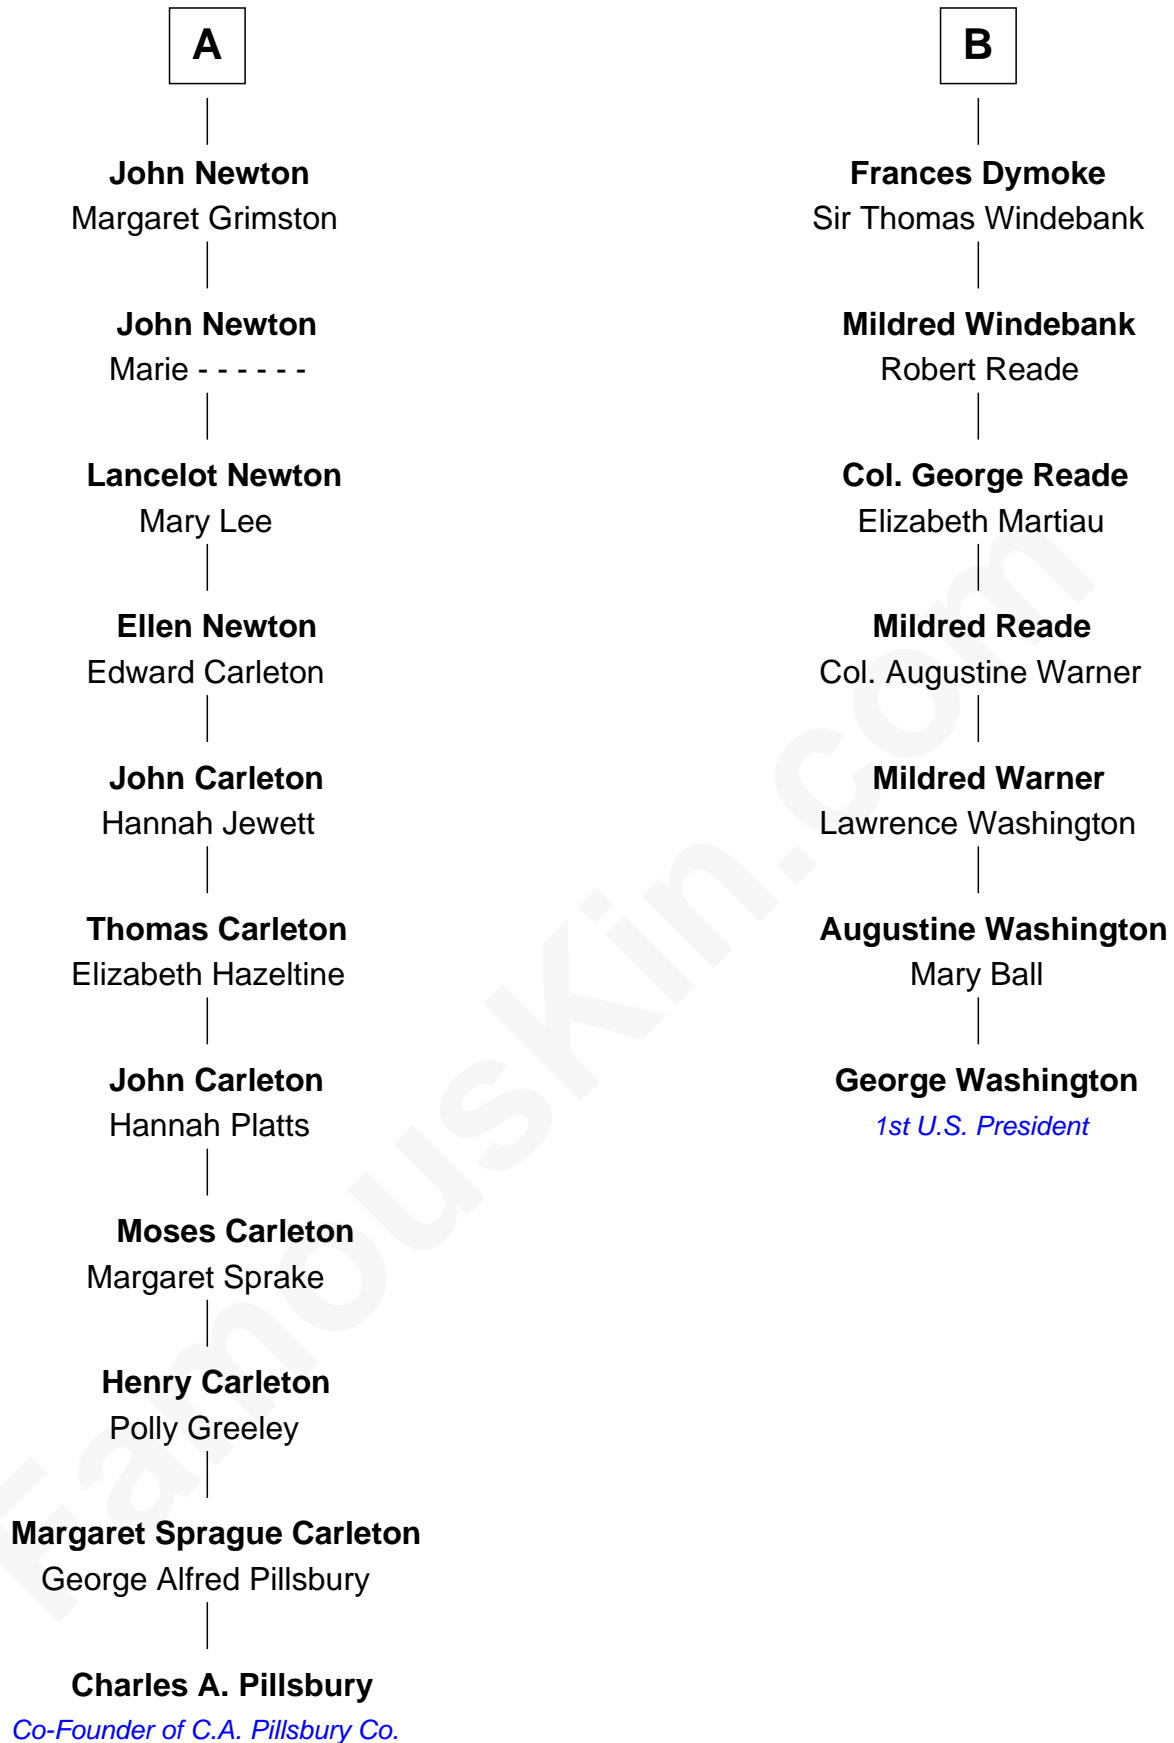 A
John Newton
Margaret Grimston
John Newton
Marie - - - - - -
Lancelot Newton
Mary Lee
Ellen Newton
Edward Carleton
John Carleton
Hannah Jewett
Thomas Carleton
Elizabeth Hazeltine
John Carleton
Hannah Platts
Moses Carleton
Margaret Sprake
Henry Carleton
Polly Greeley
Margaret Sprague Carleton
George Alfred Pillsbury
Charles A. Pillsbury
Co-Founder of C.A. Pillsbury Co.
B
Frances Dymoke
Sir Thomas Windebank
Mildred Windebank
Robert Reade
Col. George Reade
Elizabeth Martiau
Mildred Reade
Col. Augustine Warner
Mildred Warner
Lawrence Washington
Augustine Washington
Mary Ball
George Washington
1st U.S. President
FamousKin.com